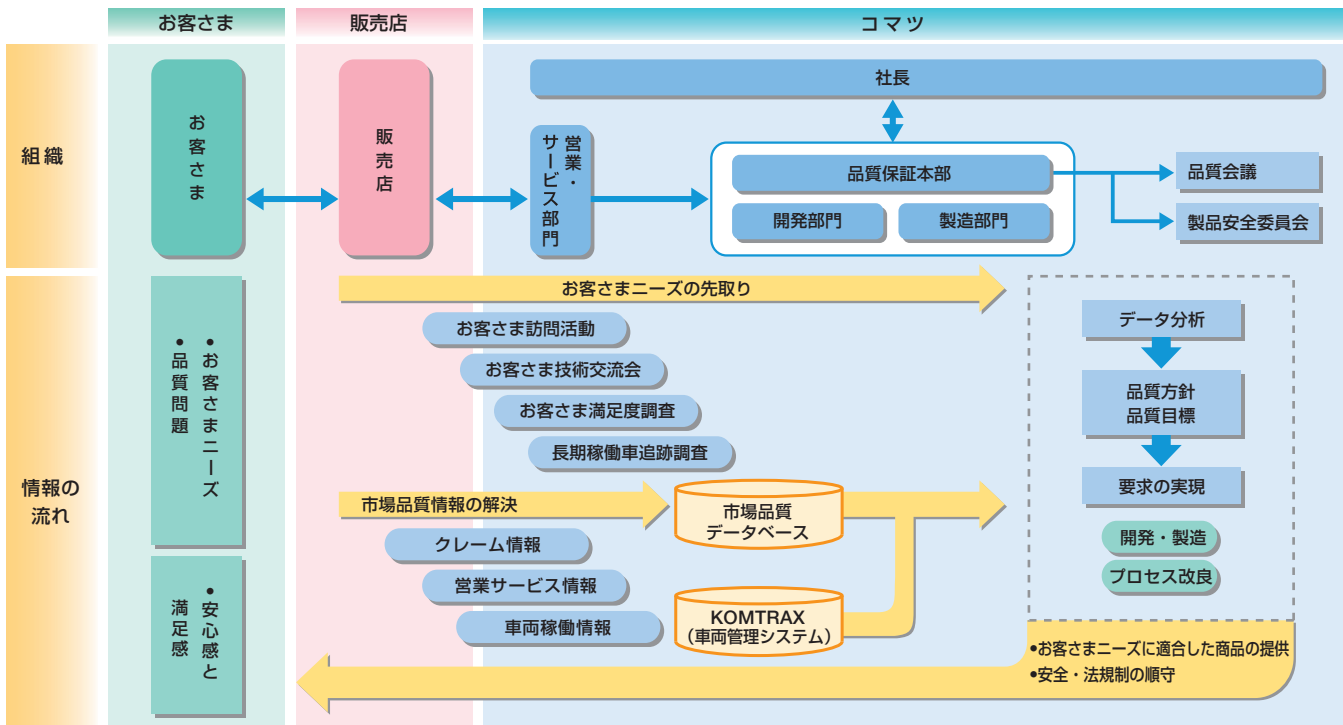 お客さま
販売店
コマツ
組織
お客さま
販売店
営業・
サービス部門
社長
品質保証本部
開発部門
製造部門
品質会議
製品安全委員会
情報の
流れ
•お客さまニーズ
•品質問題
•安心感と
満足感
お客さまニーズの先取り
お客さま訪問活動
お客さま技術交流会
お客さま満足度調査
長期稼働車追跡調査
市場品質情報の解決
クレーム情報
営業サービス情報
車両稼働情報
市場品質
データベース
KOMTRAX
（車両管理システム）
データ分析
品質方針
品質目標
要求の実現
開発・製造
プロセス改良
•お客さまニーズに適合した商品の提供
•安全・法規制の順守